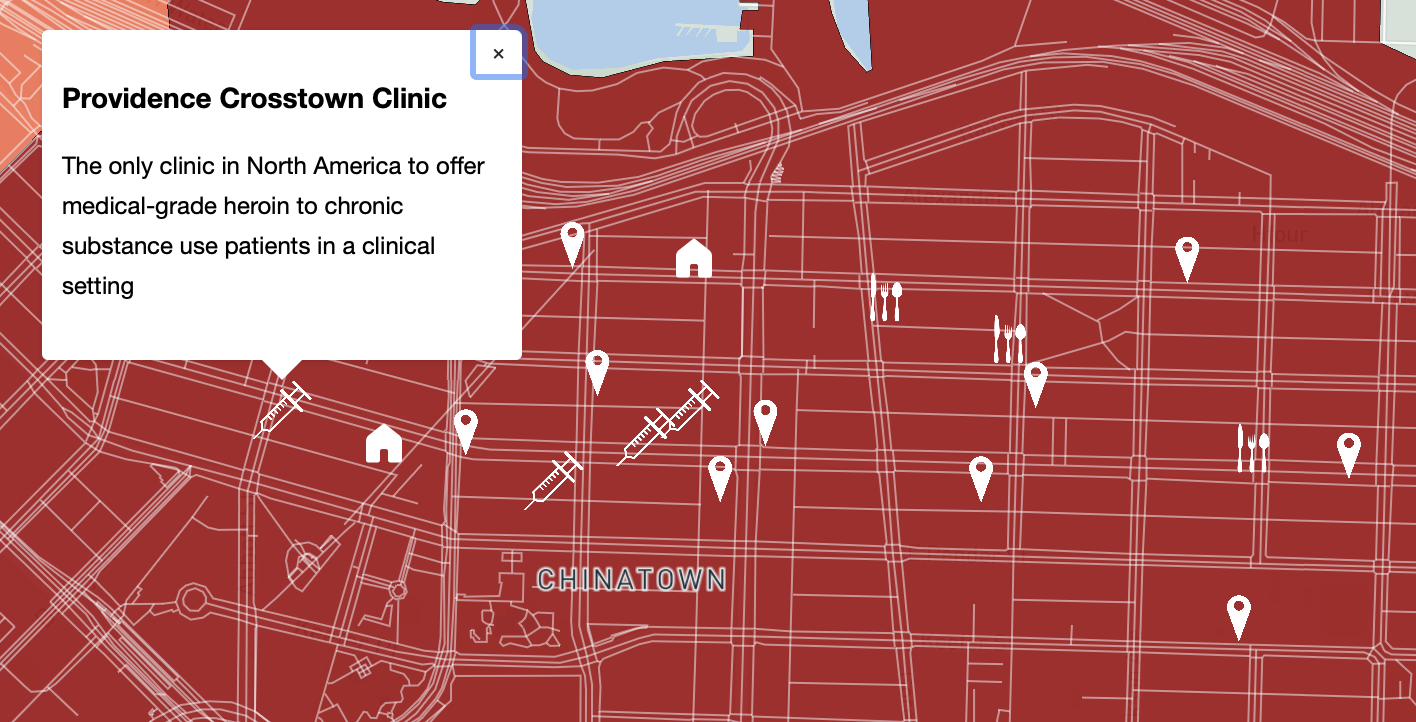 ×
Providence Crosstown Clinic
The only clinic in North America to offer
medical-grade heroin to chronic
substance use patients in a clinical
setting
CHINATOWN